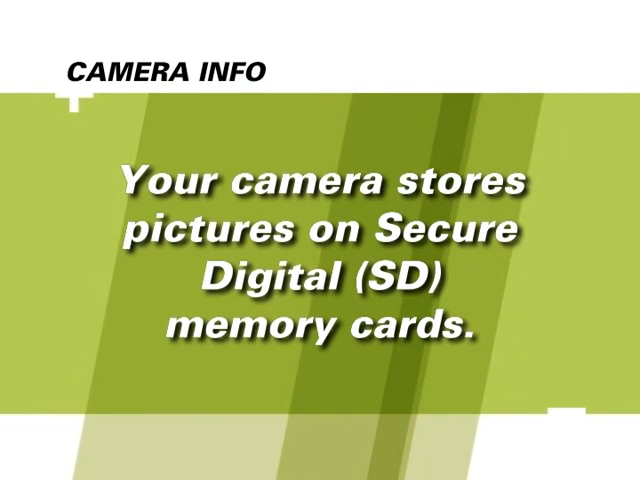 CAMERA INFO
Your camera stores
pictures on Secure
Digital (SD)
memory cards.